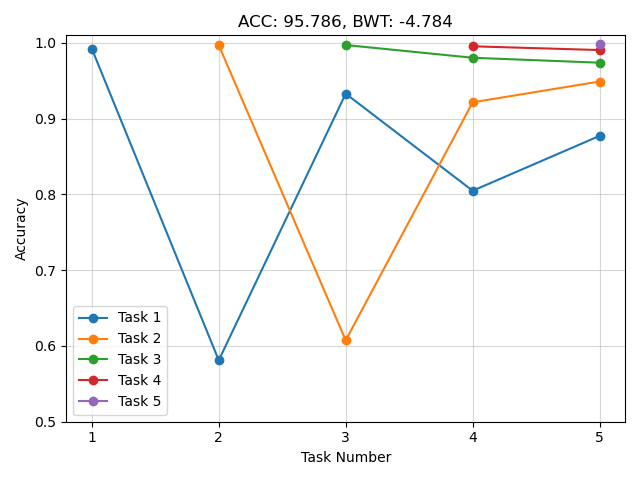 ACC: 95.786, BWT: -4.784
1.0
0.9
0.8
0.7
0.6
0.5
Accuracy
Task 1
Task 2
Task 3
Task 4
Task 5
1 2 3 4 5
Task Number